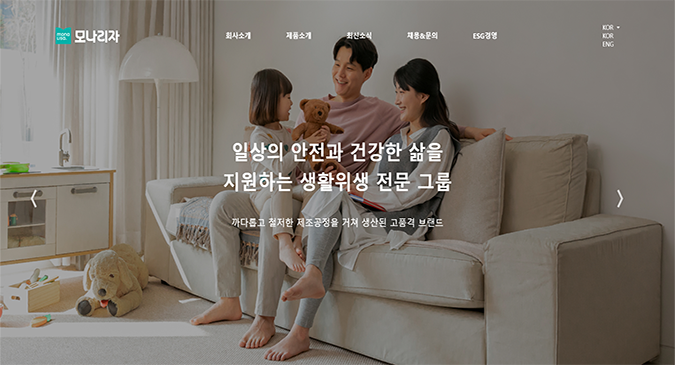 mona
LISA.
모나리자
회사소개 제품소개 최신소식 채용&문의 ESG경영
KOR
KOR
ENG
일상의 안전과 건강한 삶을
지원하는 생활위생 전문 그룹
까다롭고 철저한 제조공정을 거쳐 생산된 고품격 브랜드